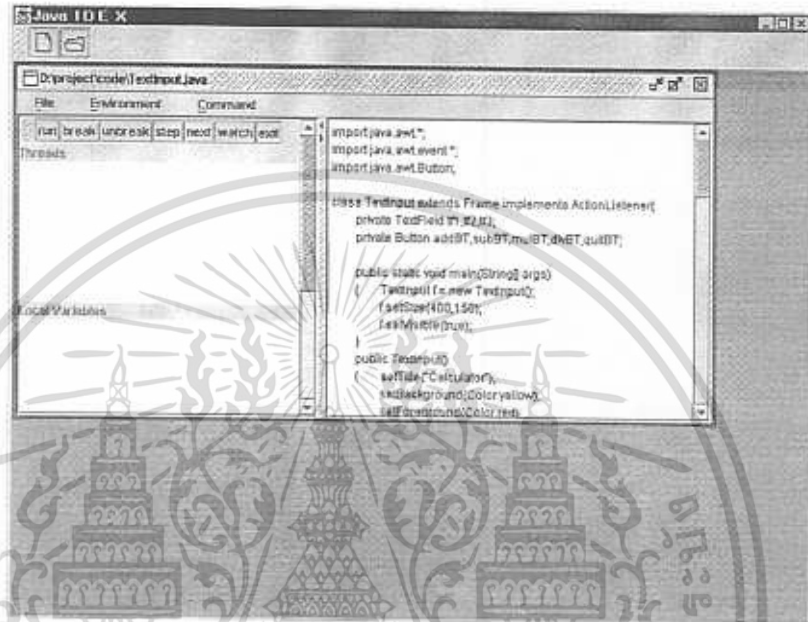 Java IDE X
D:\project\code\TextInput.java
File Environment Command
run break unbreak step next watch exit
Threads
Local Variables
import java.awt.*;
import java.awt.event.*;
import java.awt.Button;
class TextInput extends Frame implements ActionListener{
private TextField tf1,tf2,tf3;
private Button addBT,subBT,mulBT,divBT,quitBT;
public static void main(String[] args)
{ TextInput f = new TextInput();
f.setSize(400,150);
f.setVisible(true);
}
public TextInput()
{ setTitle("Calculator");
setBackground(Color.yellow);
setForeground(Color.red);